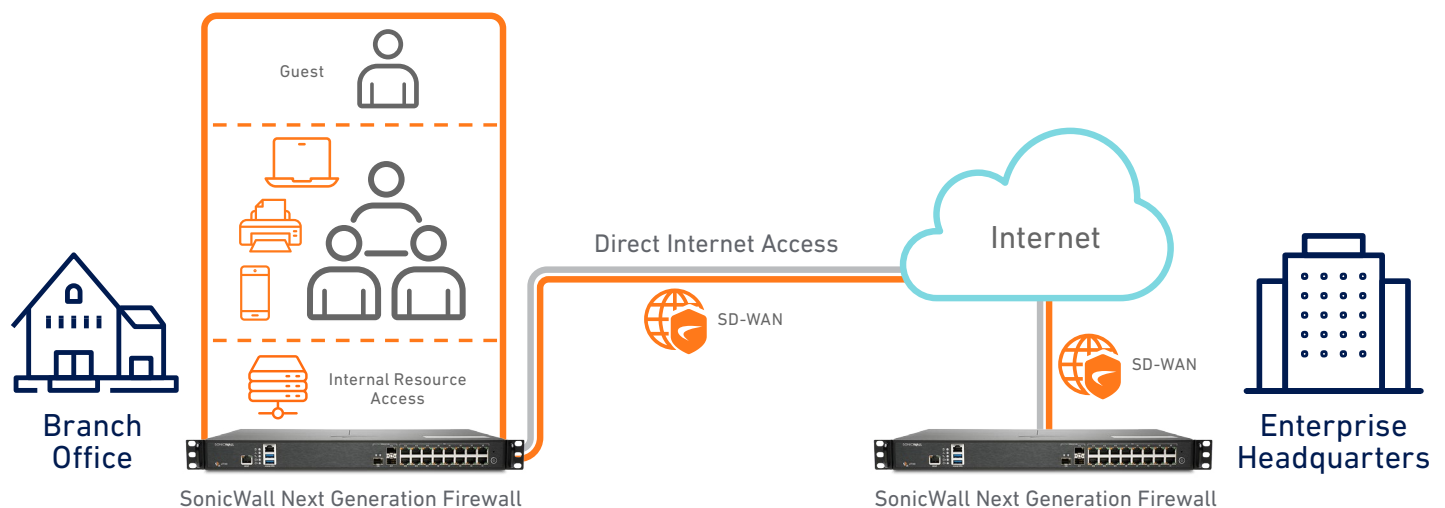 Guest
Direct Internet Access
Internet
SD-WAN
SD-WAN
Internal Resource
Access
Branch
Office
Enterprise
Headquarters
SonicWall Next Generation Firewall
SonicWall Next Generation Firewall